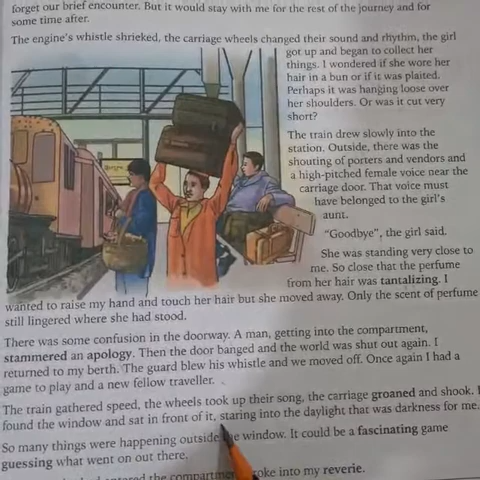 forget our brief encounter. But it would stay with me for the rest of the journey and for
some time after.
The engine's whistle shrieked, the carriage wheels changed their sound and rhythm, the girl
got up and began to collect her
things. I wondered if she wore her
hair in a bun or if it was plaited.
Perhaps it was hanging loose over
her shoulders. Or was it cut very
short?
The train drew slowly into the
station. Outside, there was the
shouting of porters and vendors and
a high-pitched female voice near the
carriage door. That voice must
have belonged to the girl's
aunt.
"Goodbye", the girl said.
She was standing very close to
me. So close that the perfume
from her hair was tantalizing. I
wanted to raise my hand and touch her hair but she moved away. Only the scent of perfume
still lingered where she had stood.
There was some confusion in the doorway. A man, getting into the compartment,
stammered an apology. Then the door banged and the world was shut out again. I
returned to my berth. The guard blew his whistle and we moved off. Once again I had a
game to play and a new fellow traveller.
The train gathered speed, the wheels took up their song, the carriage groaned and shook. I
found the window and sat in front of it, staring into the daylight that was darkness for me.
So many things were happening outside the window. It could be a fascinating game
guessing what went on out there.
entered the compartment broke into my reverie.